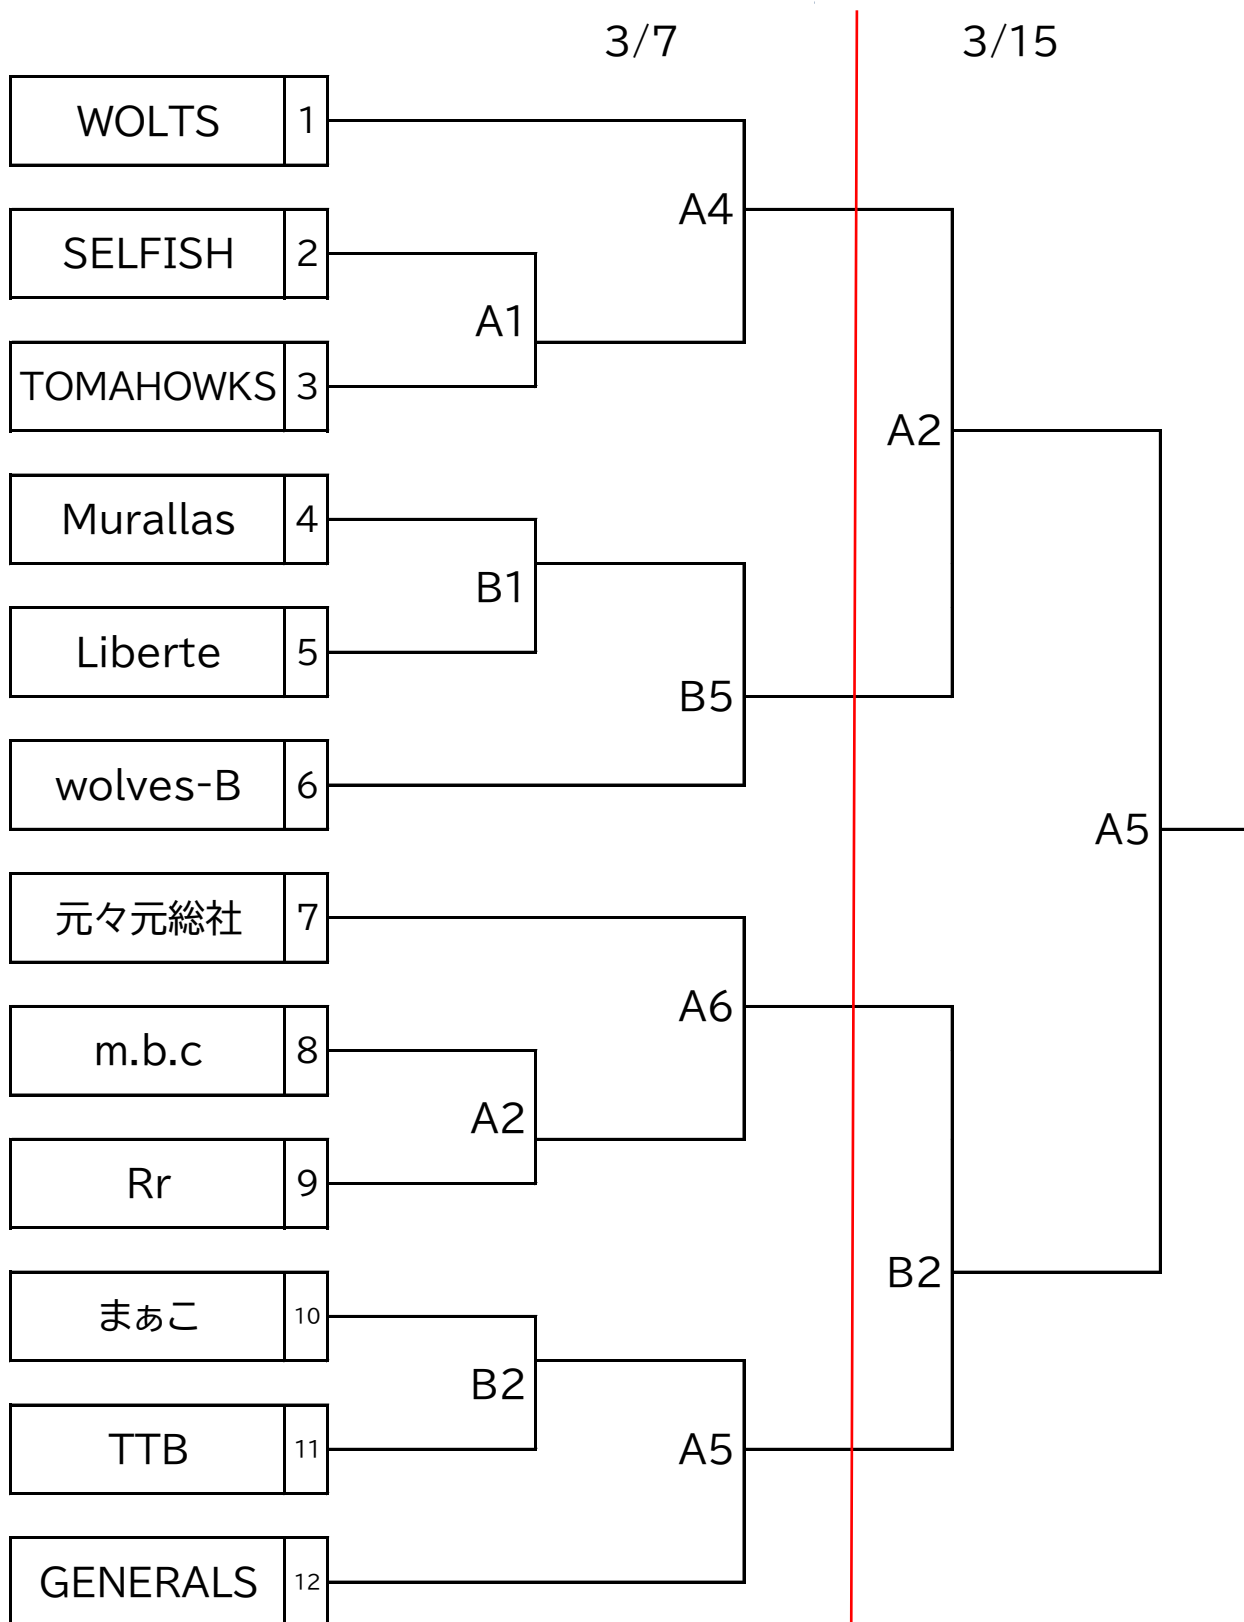 3/7 3/15
WOLTS 1
A4
SELFISH 2
A1
TOMAHOWKS 3
A2
Murallas 4
B1
Liberte 5
B5
wolves-B 6
A5
元々元総社 7
A6
m.b.c 8
A2
Rr 9
B2
まぁこ 10
B2
TTB 11
A5
GENERALS 12